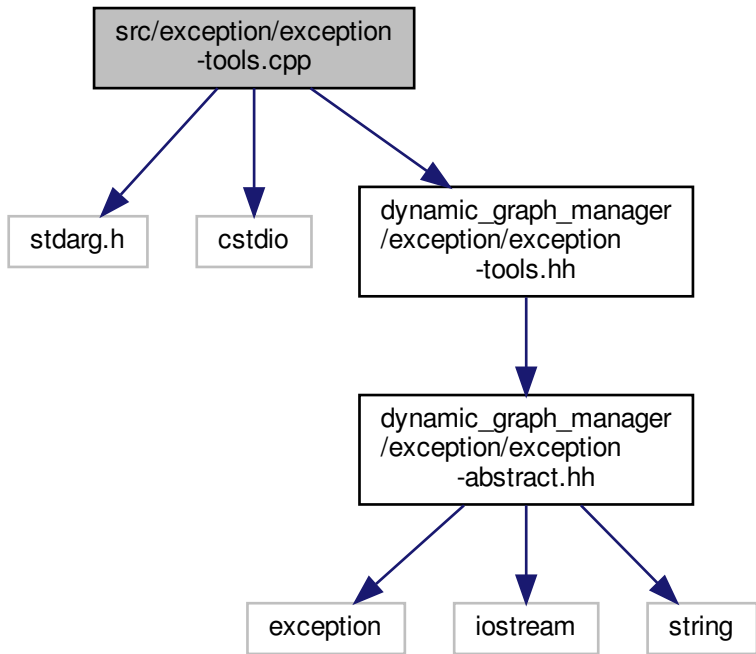 src/exception/exception
-tools.cpp
stdarg.h
cstdio
dynamic_graph_manager
/exception/exception
-tools.hh
dynamic_graph_manager
/exception/exception
-abstract.hh
exception
iostream
string